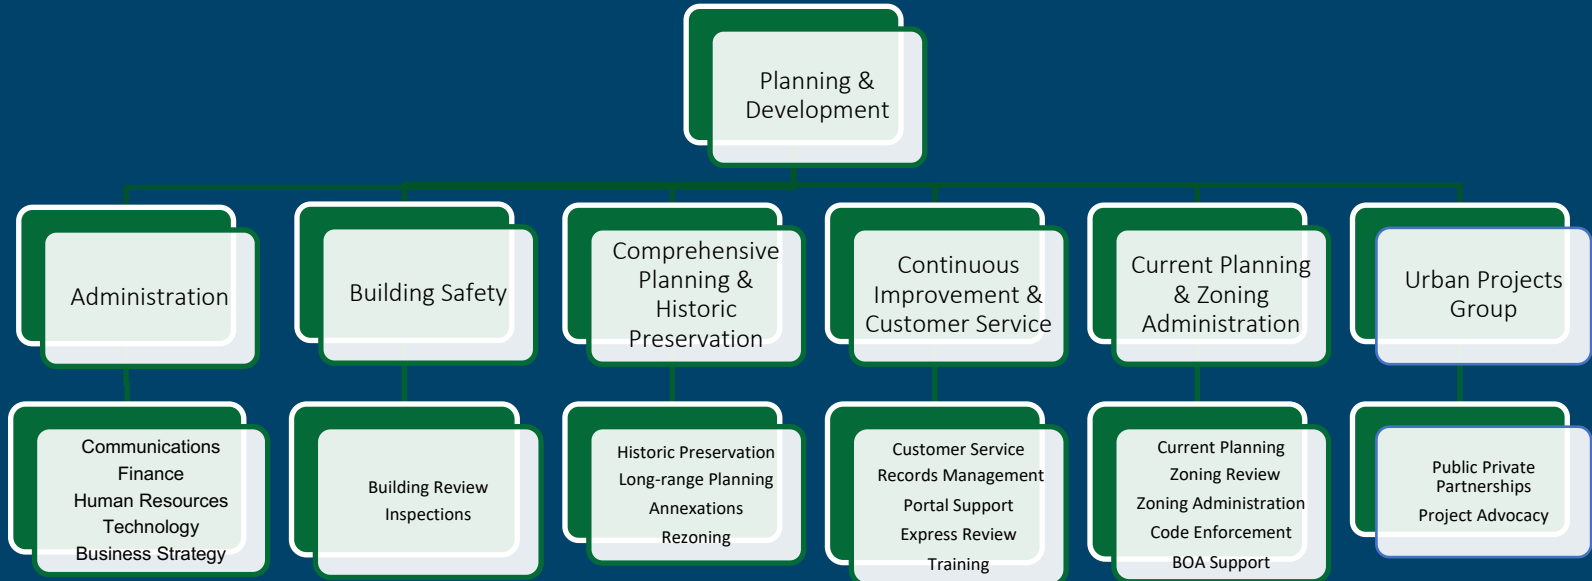 Planning &
Development
Administration
Building Safety
Comprehensive
Planning &
Historic
Preservation
Continuous
Improvement &
Customer Service
Current Planning
& Zoning
Administration
Urban Projects
Group
Communications
Finance
Human Resources
Technology
Business Strategy
Building Review
Inspections
Historic Preservation
Long-range Planning
Annexations
Rezoning
Customer Service
Records Management
Portal Support
Express Review
Training
Current Planning
Zoning Review
Zoning Administration
Code Enforcement
BOA Support
Public Private
Partnerships
Project Advocacy